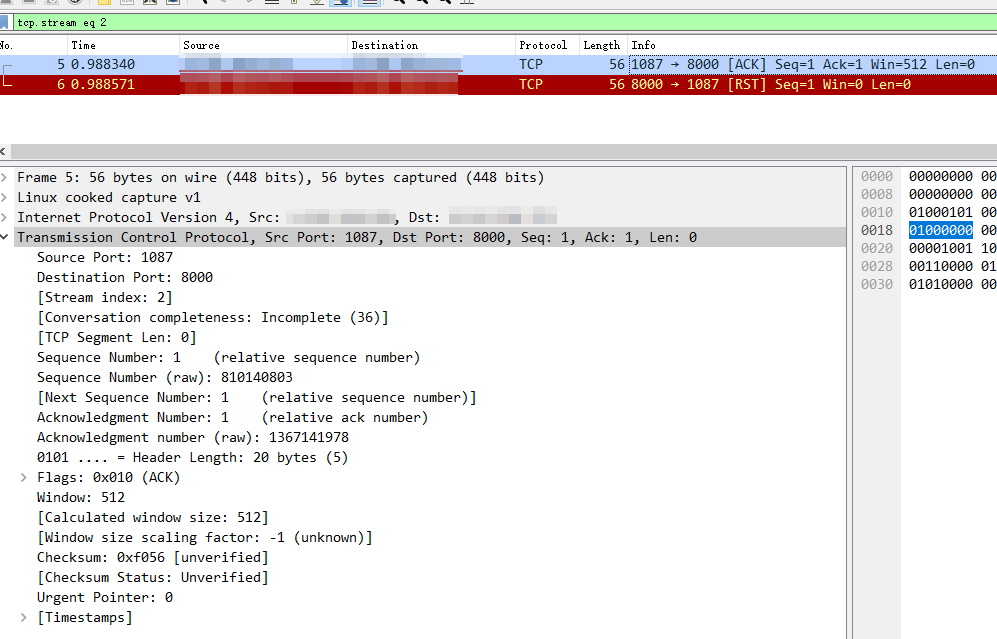 tcp.stream eq 2
No. Time Source Destination Protocol Length Info
5 0.988340 TCP 56 1087 → 8000 [ACK] Seq=1 Ack=1 Win=512 Len=0
6 0.988571 TCP 56 8000 → 1087 [RST] Seq=1 Win=0 Len=0
Frame 5: 56 bytes on wire (448 bits), 56 bytes captured (448 bits)
Linux cooked capture v1
Internet Protocol Version 4, Src: , Dst:
Transmission Control Protocol, Src Port: 1087, Dst Port: 8000, Seq: 1, Ack: 1, Len: 0
Source Port: 1087
Destination Port: 8000
[Stream index: 2]
[Conversation completeness: Incomplete (36)]
[TCP Segment Len: 0]
Sequence Number: 1 (relative sequence number)
Sequence Number (raw): 810140803
[Next Sequence Number: 1 (relative sequence number)]
Acknowledgment Number: 1 (relative ack number)
Acknowledgment number (raw): 1367141978
0101 .... = Header Length: 20 bytes (5)
Flags: 0x010 (ACK)
Window: 512
[Calculated window size: 512]
[Window size scaling factor: -1 (unknown)]
Checksum: 0xf056 [unverified]
[Checksum Status: Unverified]
Urgent Pointer: 0
[Timestamps]
0000 00000000 00
0008 00000000 00
0010 01000101 00
0018 01000000 00
0020 00001001 10
0028 00110000 01
0030 01010000 00